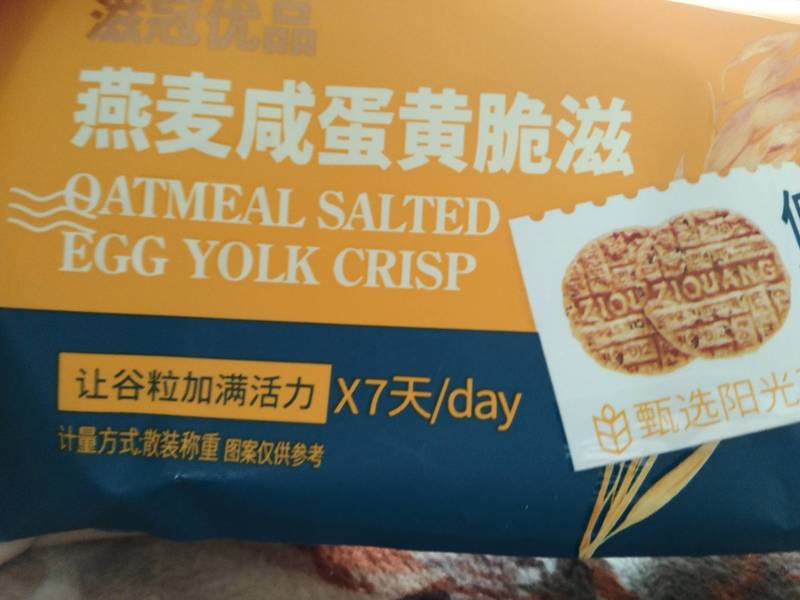 滋冠优品
燕麦咸蛋黄脆滋
OATMEAL SALTED
EGG YOLK CRISP
ZIQUANG
让谷粒加满活力 X7天/day
计量方式:散装称重 图案仅供参考
甄选阳光